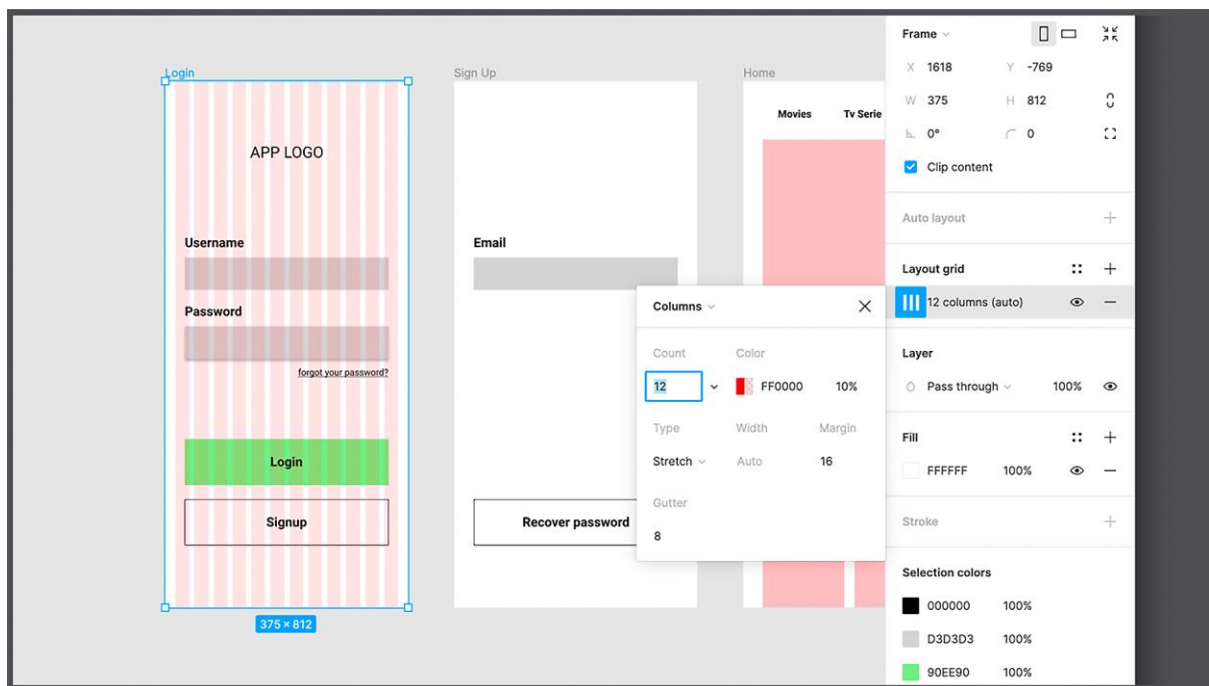 Login
APP LOGO
Username
Password
forgot your password?
Login
Signup
375 × 812
Sign Up
Email
Recover password
Home
Movies Tv Serie
Columns
Count Color
12 FF0000 10%
Type Width Margin
Stretch Auto 16
Gutter
8
Frame
X 1618 Y -769
W 375 H 812
0° 0
Clip content
Auto layout
Layout grid
12 columns (auto)
Layer
Pass through 100%
Fill
FFFFFF 100%
Stroke
Selection colors
000000 100%
D3D3D3 100%
90EE90 100%